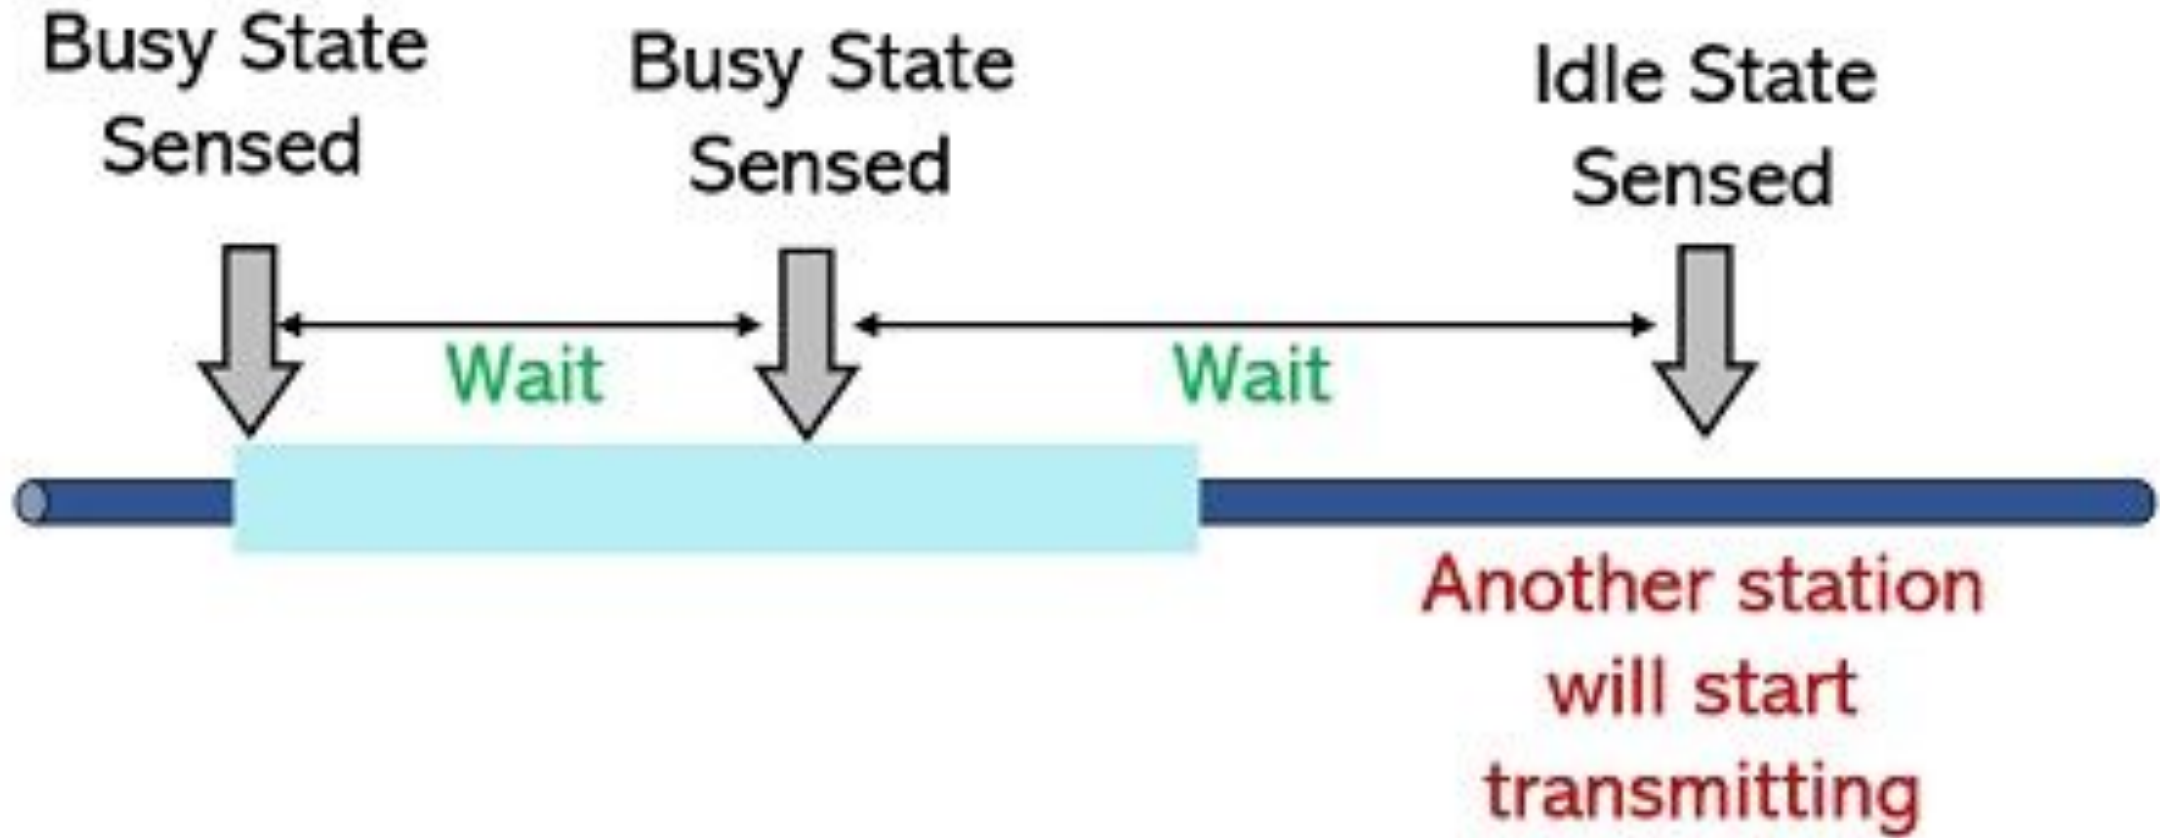 Busy State
Sensed
Busy State
Sensed
Idle State
Sensed
Wait
Wait
Another station
will start
transmitting